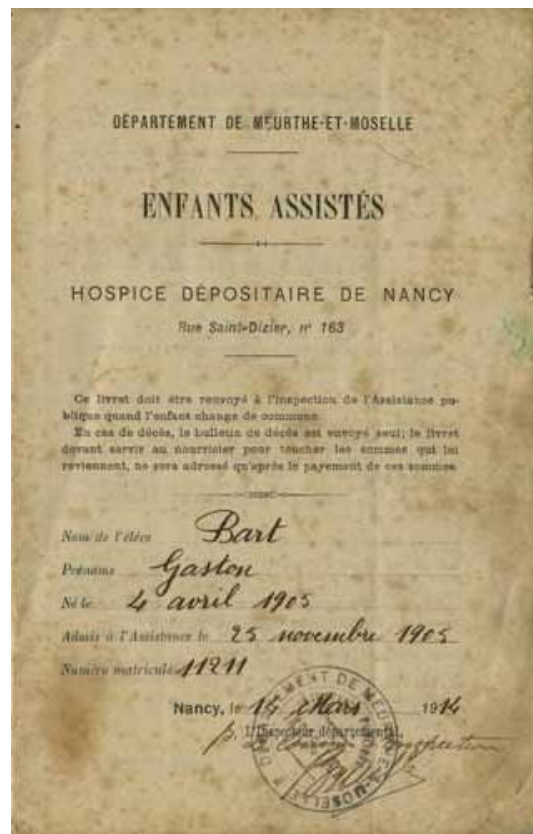 DÉPARTEMENT DE MEURTHE-ET-MOSELLE
ENFANTS ASSISTÉS
HOSPICE DÉPOSITAIRE DE NANCY
Rue Saint-Dizier, n° 163
Ce livret doit être renvoyé à l'inspection de l'Assistance pu-
blique quand l'enfant change de commune.
En cas de décès, le bulletin de décès est envoyé seul; le livret
devant servir au nourricier pour toucher les sommes qui lui
reviennent, ne sera adressé qu'après le payement de ces sommes.
Nom de l'élève Bart
Prénoms Gaston
Né le 4 avril 1905
Admis à l'Assistance le 25 novembre 1905
Numéro matricule 11211
Nancy, le 14 Mars 1914
p. L'Inspecteur départemental,
DÉPARTEMENT DE MEURTHE-&-MOSELLE